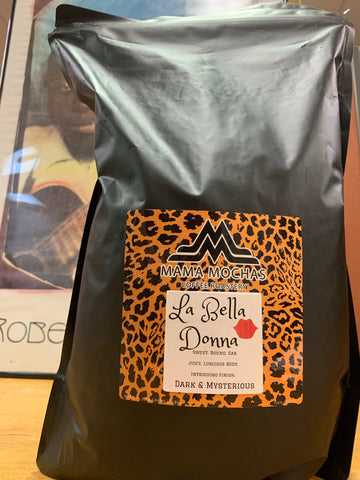 MAMA MOCHAS
COFFEE ROASTERY
La Bella
Donna
SWEET. ROUND. OAK
JUICY, LUSCIOUS BODY.
INTRIGUING FINISH.
DARK & MYSTERIOUS
ROBE